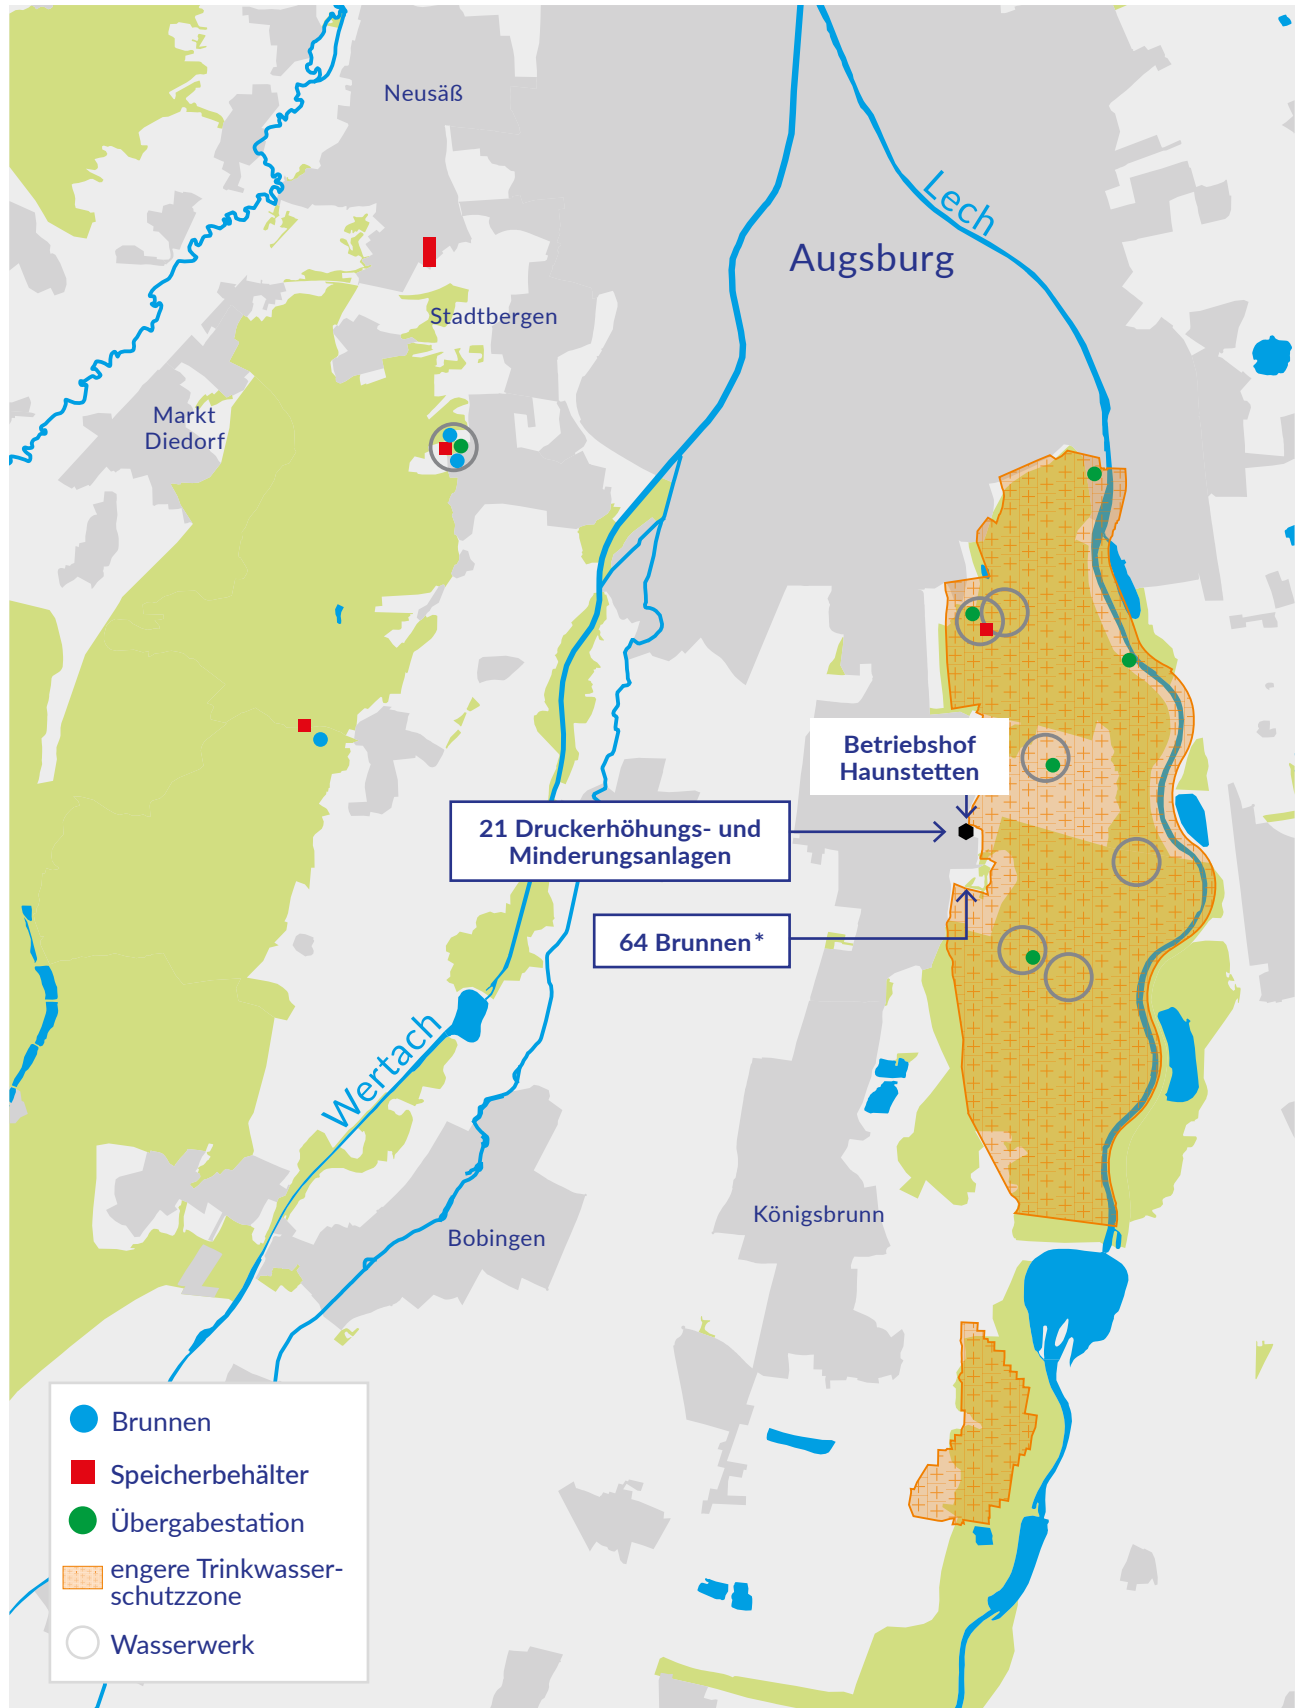 Neusäß
Lech
Augsburg
Stadtbergen
Markt
Diedorf
Betriebshof
Haunstetten
21 Druckerhöhungs- und
Minderungsanlagen
64 Brunnen*
Wertach
Königsbrunn
Bobingen
Brunnen
Speicherbehälter
Übergabestation
engere Trinkwasser-
schutzzone
Wasserwerk